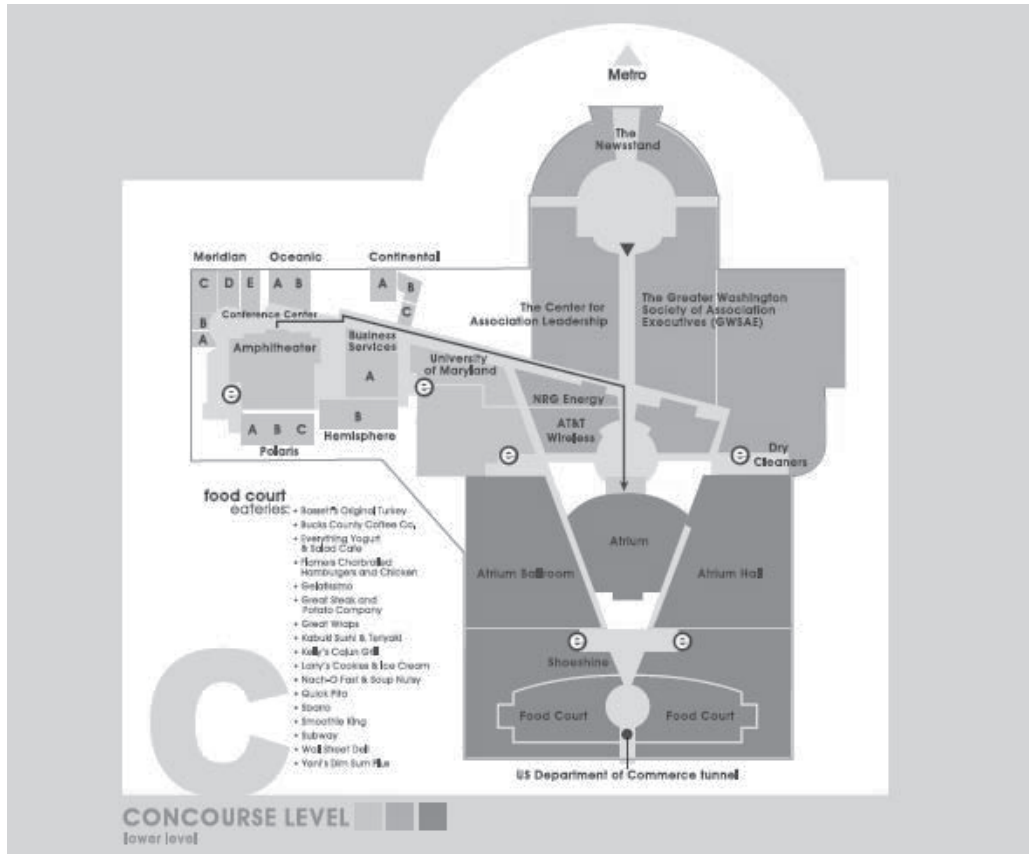 Metro
The
Newsstand
Meridian
Oceanic
Continental
C D E A B
A
B
C
B
A
Conference Center
Amphitheater
Business
Services
A
University
of Maryland
The Center for
Association Leadership
The Greater Washington
Society of Association
Executives (GWSAE)
NRG Energy
AT&T
Wireless
B
Hemisphere
A B C
Polaris
Dry
Cleaners
food court
eateries:
• Bassett's Original Turkey
• Bucks County Coffee Co.
• Everything Yogurt
& Salad Cafe
• Flamers Charbroiled
Hamburgers and Chicken
• Gelatissimo
• Great Steak and
Potato Company
• Great Wraps
• Kabuki Sushi & Teriyaki
• Kelly's Cajun Grill
• Larry's Cookies & Ice Cream
• Nach-O Fast & Soup Nutsy
• Quick Pita
• Sbarro
• Smoothie King
• Subway
• Wall Street Deli
• Yeni's Dim Sum Plus
Atrium
Atrium Ballroom
Atrium Hall
Shoeshine
Food Court
Food Court
US Department of Commerce tunnel
C
CONCOURSE LEVEL
lower level